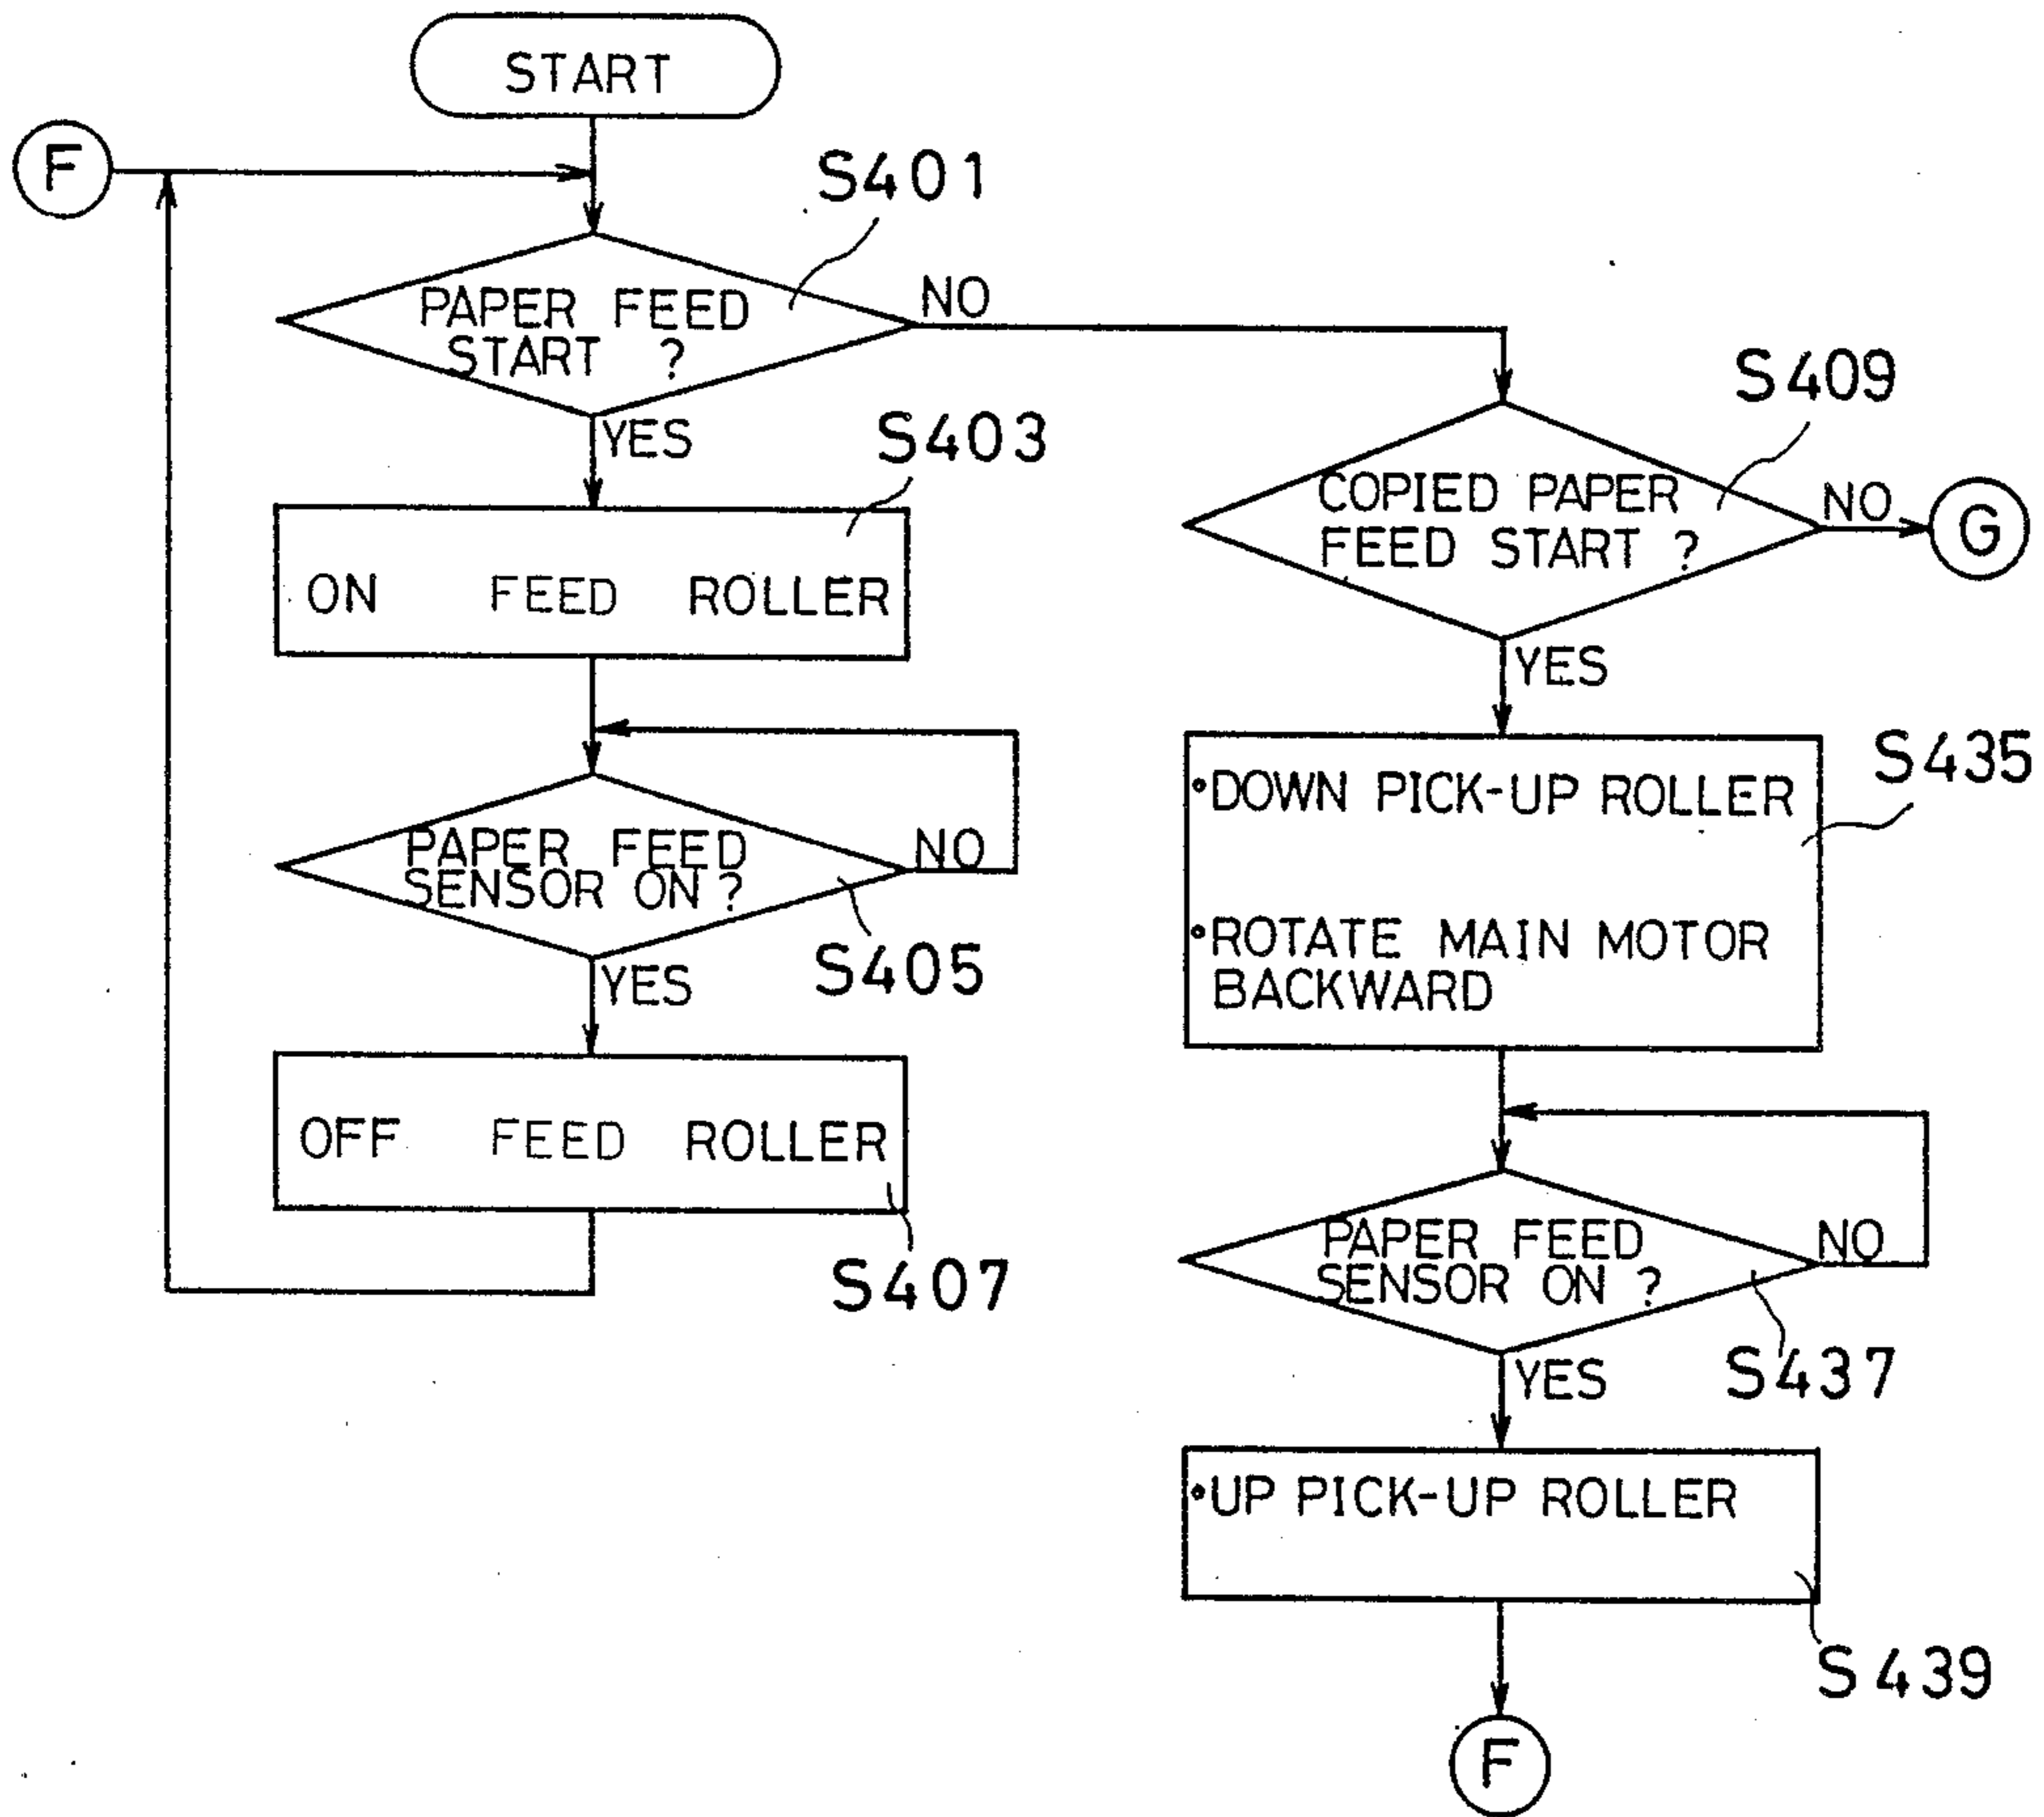 START
F
S401
PAPER FEED
START ?
NO
YES
S403
ON FEED ROLLER
PAPER FEED
SENSOR ON ?
NO
S405
YES
OFF FEED ROLLER
S407
S409
COPIED PAPER
FEED START ?
NO
G
YES
S435
•DOWN PICK-UP ROLLER
•ROTATE MAIN MOTOR
BACKWARD
PAPER FEED
SENSOR ON ?
NO
S437
YES
•UP PICK-UP ROLLER
S439
F